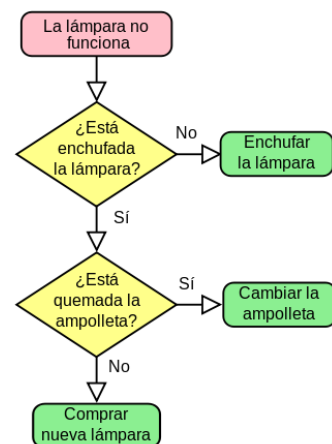 La lámpara no
funciona
¿Está
enchufada
la lámpara?
No
Enchufar
la lámpara
Sí
¿Está
quemada la
ampolleta?
Sí
Cambiar la
ampolleta
No
Comprar
nueva lámpara